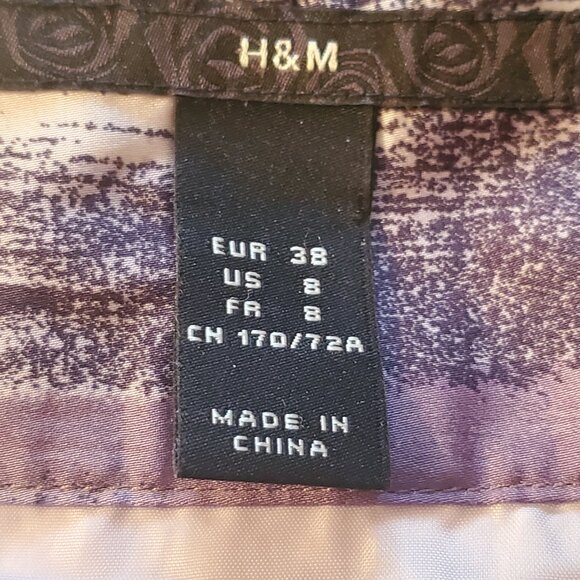 H&M
EUR 38
US 8
FR 8
CN 170/72A
MADE IN
CHINA